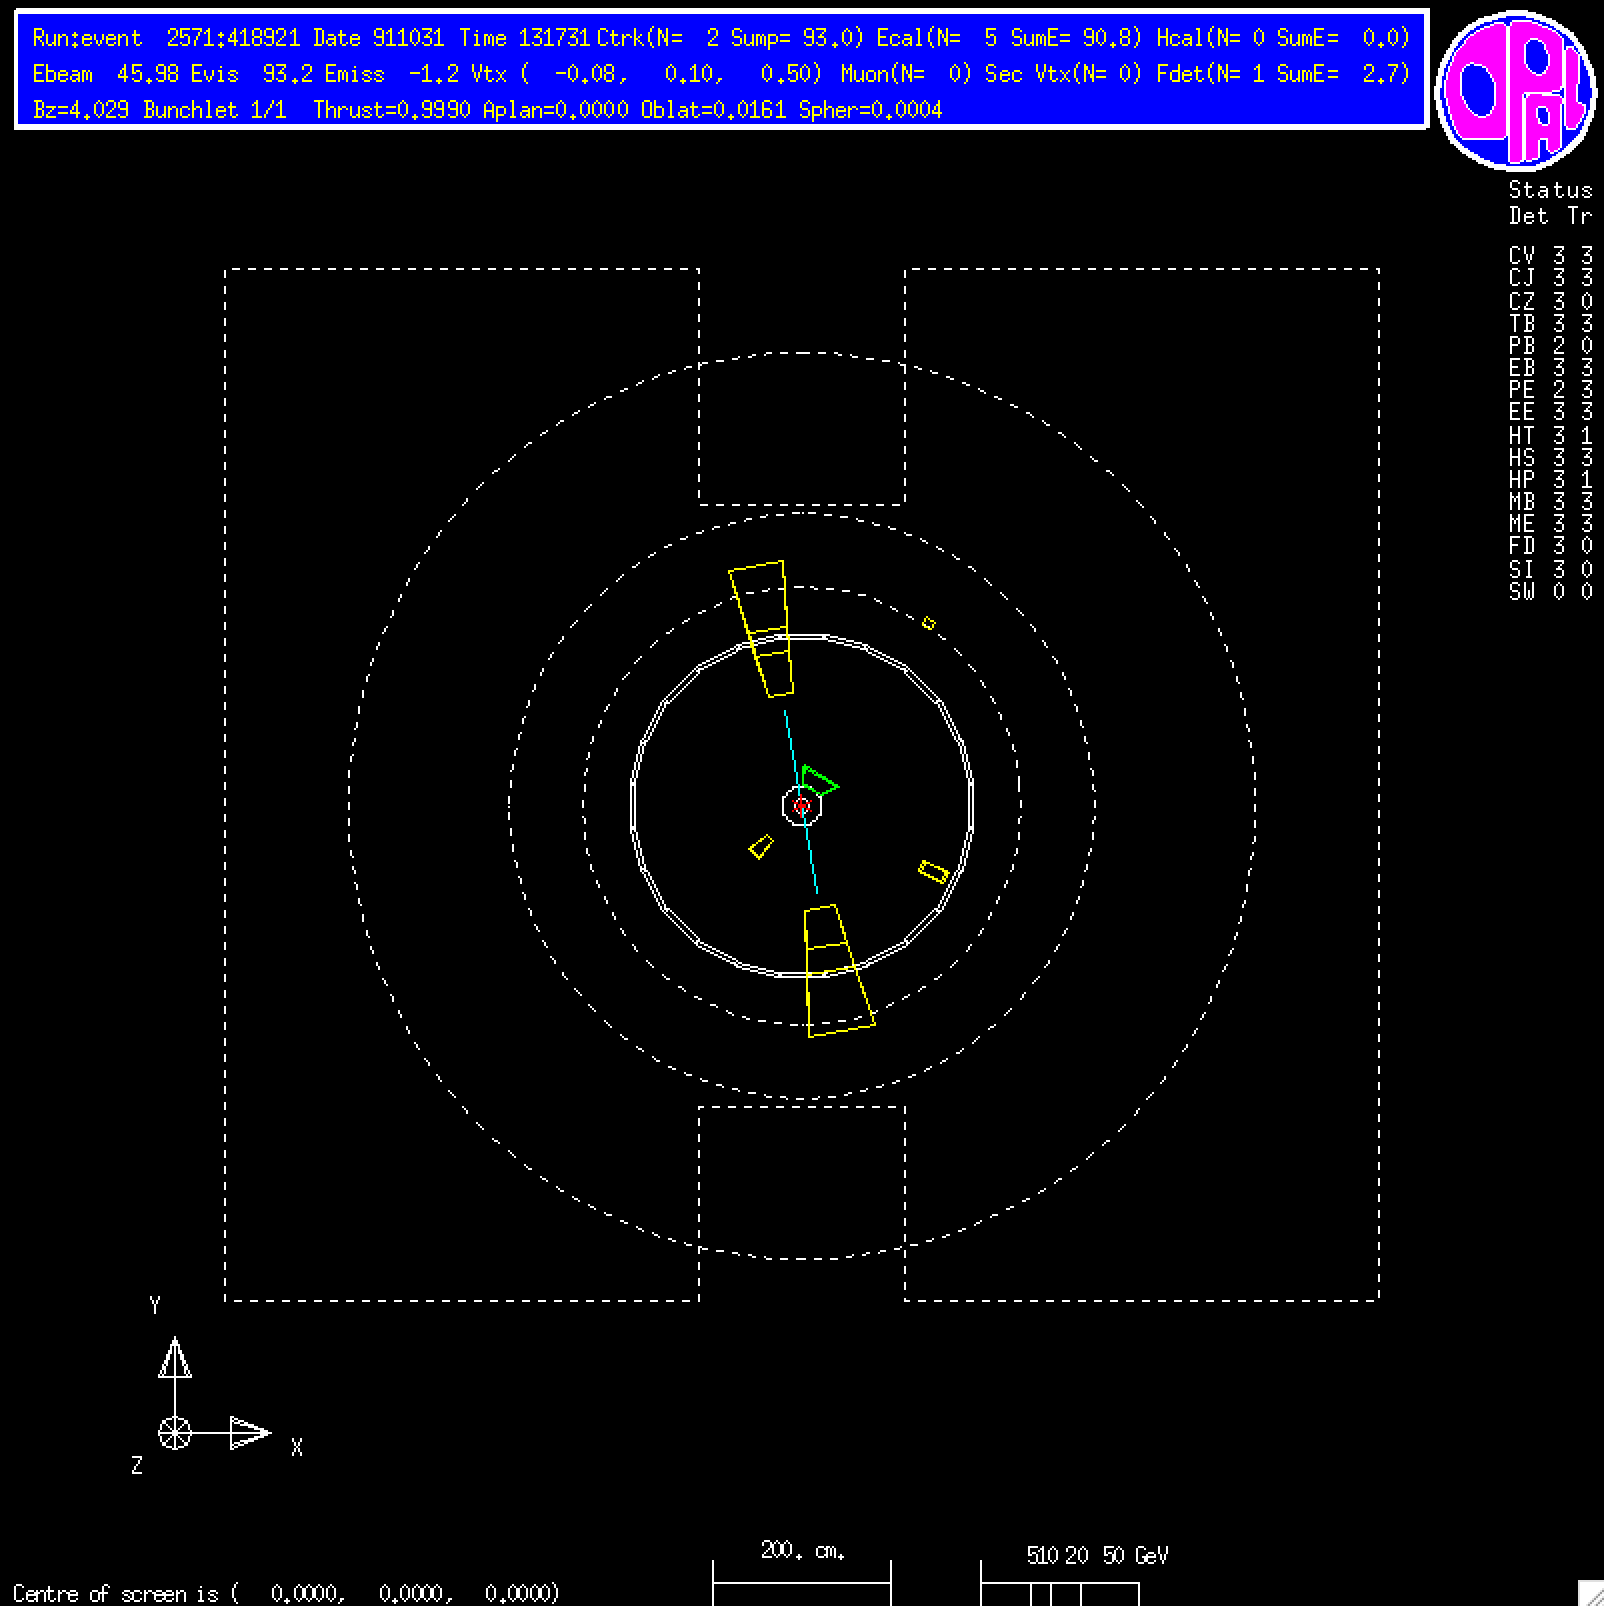 Run:event 2571:418921 Date 911031 Time 131731 Ctrk(N= 2 Sump= 93.0) Ecal(N= 5 SumE= 90.8) Hcal(N= 0 SumE= 0.0)
Ebeam 45.98 Evis 93.2 Emiss -1.2 Vtx ( -0.08, 0.10, 0.50) Muon(N= 0) Sec Vtx(N= 0) Fdet(N= 1 SumE= 2.7)
Bz=4.029 Bunchlet 1/1 Thrust=0.9990 Aplan=0.0000 Oblat=0.0161 Spher=0.0004
OPAL
Status
Det Tr
CV 3 3
CJ 3 3
CZ 3 0
TB 3 3
PB 2 0
EB 3 3
PE 2 3
EE 3 3
HT 3 1
HS 3 3
HP 3 1
MB 3 3
ME 3 3
FD 3 0
SI 3 0
SW 0 0
Y
X
Z
200. cm.
5 10 20 50 GeV
Centre of screen is ( 0.0000, 0.0000, 0.0000)